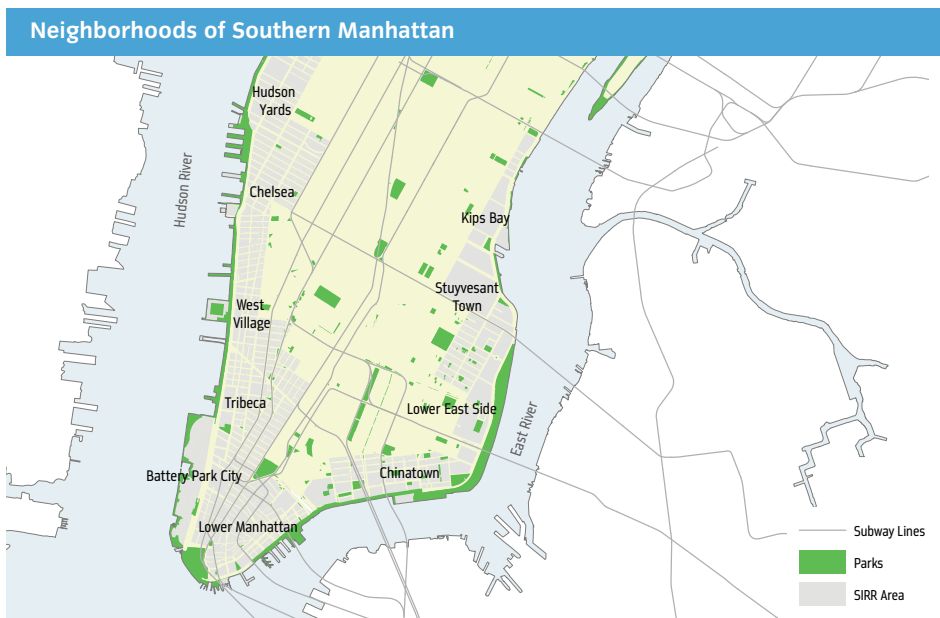 Neighborhoods of Southern Manhattan
Hudson
Yards
Hudson River
Chelsea
Kips Bay
Stuyvesant
Town
West
Village
Tribeca
Lower East Side
East River
Battery Park City
Chinatown
Lower Manhattan
Subway Lines
Parks
SIRR Area